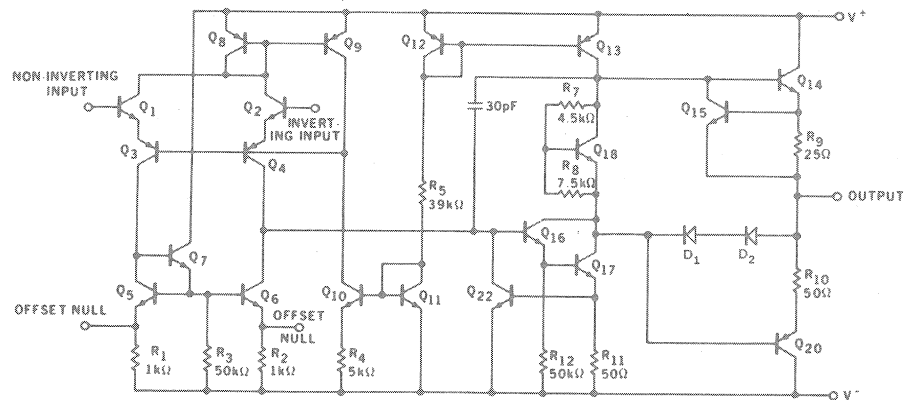 V+
Q8
Q9
Q12
Q13
Q14
NON-INVERTING
INPUT
Q1
Q2
INVERT-
ING INPUT
30pF
R7
4.5kΩ
Q15
Q18
R9
25Ω
Q3
Q4
R5
39kΩ
R8
7.5kΩ
OUTPUT
Q16
D1
D2
Q7
Q17
Q5
Q6
Q10
Q11
Q22
R10
50Ω
OFFSET NULL
OFFSET
NULL
Q20
R1
1kΩ
R3
50kΩ
R2
1kΩ
R4
5kΩ
R12
50kΩ
R11
50Ω
V-